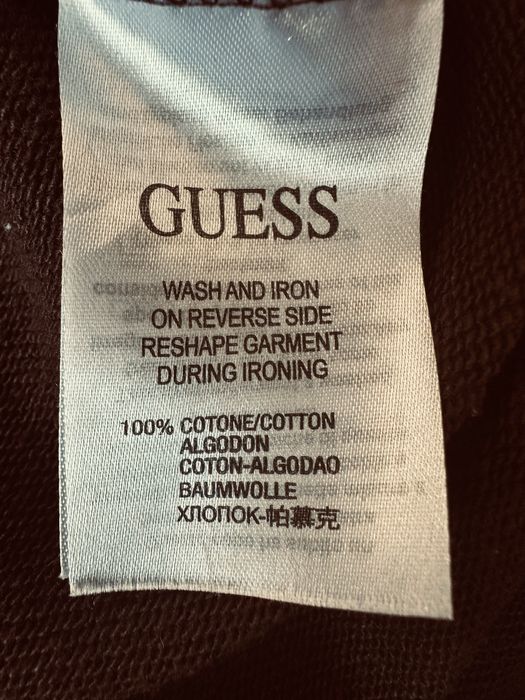 GUESS
WASH AND IRON
ON REVERSE SIDE
RESHAPE GARMENT
DURING IRONING
100% COTONE/COTTON
ALGODON
COTON-ALGODAO
BAUMWOLLE
ХЛОПОК-帕慕克